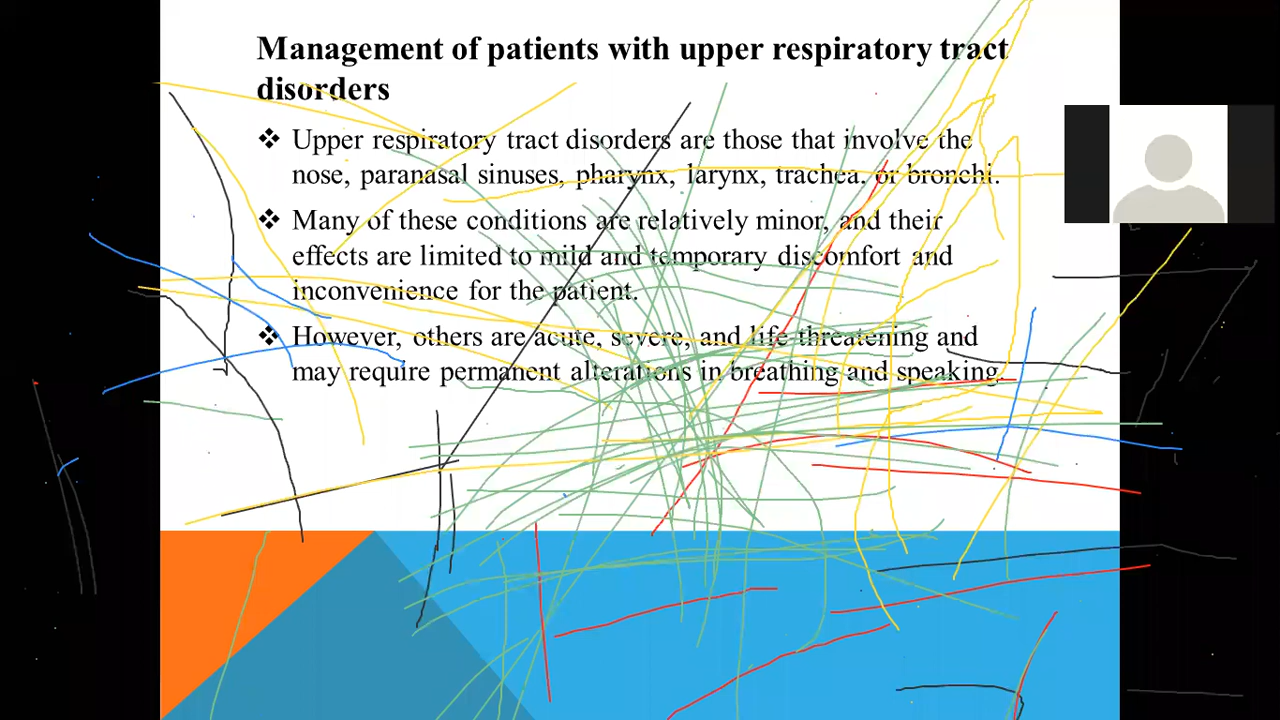 Management of patients with upper respiratory tract
disorders
❖ Upper respiratory tract disorders are those that involve the
nose, paranasal sinuses, pharynx, larynx, trachea, or bronchi.
❖ Many of these conditions are relatively minor, and their
effects are limited to mild and temporary discomfort and
inconvenience for the patient.
❖ However, others are acute, severe, and life threatening and
may require permanent alterations in breathing and speaking.